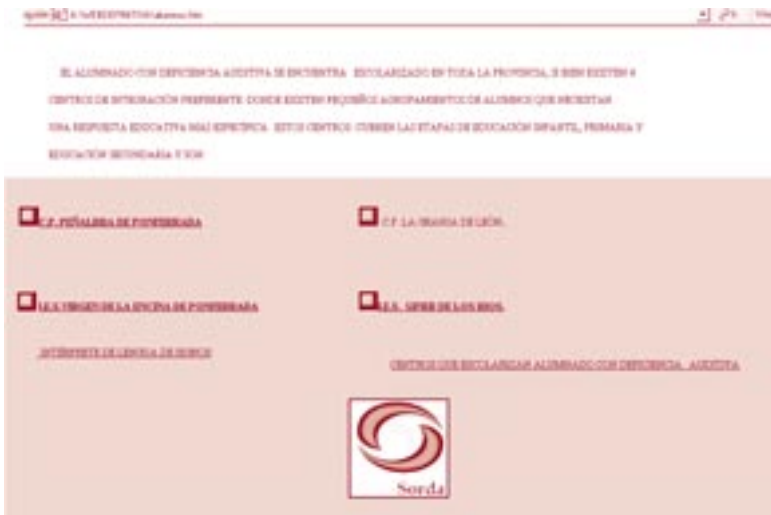 EL ALUMNADO CON DEFICIENCIA AUDITIVA SE ENCUENTRA ESCOLARIZADO EN TODA LA PROVINCIA, SI BIEN EXISTEN 4
CENTROS DE INTEGRACIÓN PREFERENTE DONDE EXISTEN PEQUEÑOS AGRUPAMIENTOS DE ALUMNOS QUE NECESITAN
UNA RESPUESTA EDUCATIVA MAS ESPECÍFICA. ESTOS CENTROS CUBREN LAS ETAPAS DE EDUCACIÓN INFANTIL, PRIMARIA Y
EDUCACIÓN SECUNDARIA Y SON
C.P. PEÑALBA DE PONFERRADA
C.P. LA GRANJA DE LEÓN.
I.E.S. VIRGEN DE LA ENCINA DE PONFERRADA
I.E.S. GINER DE LOS RIOS.
INTÉRPRETE DE LENGUA DE SIGNOS
CENTROS QUE ESCOLARIZAN ALUMNADO CON DEFICIENCIA AUDITIVA
Sorda